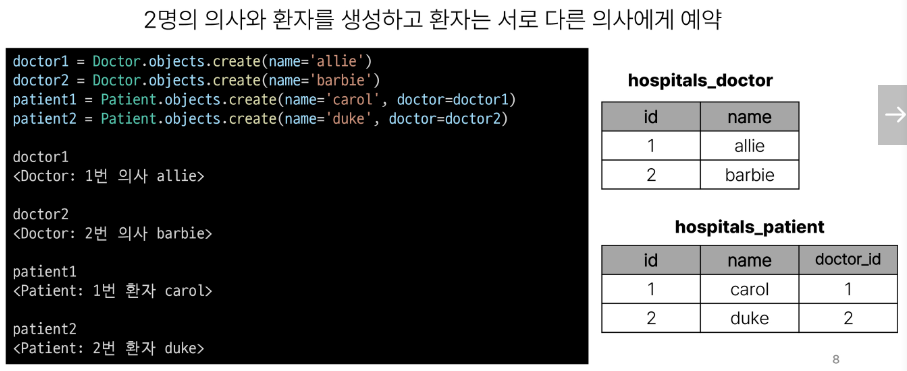 2명의 의사와 환자를 생성하고 환자는 서로 다른 의사에게 예약
doctor1 = Doctor.objects.create(name='allie')
doctor2 = Doctor.objects.create(name='barbie')
patient1 = Patient.objects.create(name='carol', doctor=doctor1)
patient2 = Patient.objects.create(name='duke', doctor=doctor2)
doctor1
<Doctor: 1번 의사 allie>
doctor2
<Doctor: 2번 의사 barbie>
patient1
<Patient: 1번 환자 carol>
patient2
<Patient: 2번 환자 duke>
hospitals_doctor
id name
1 allie
2 barbie
hospitals_patient
id name doctor_id
1 carol 1
2 duke 2
8